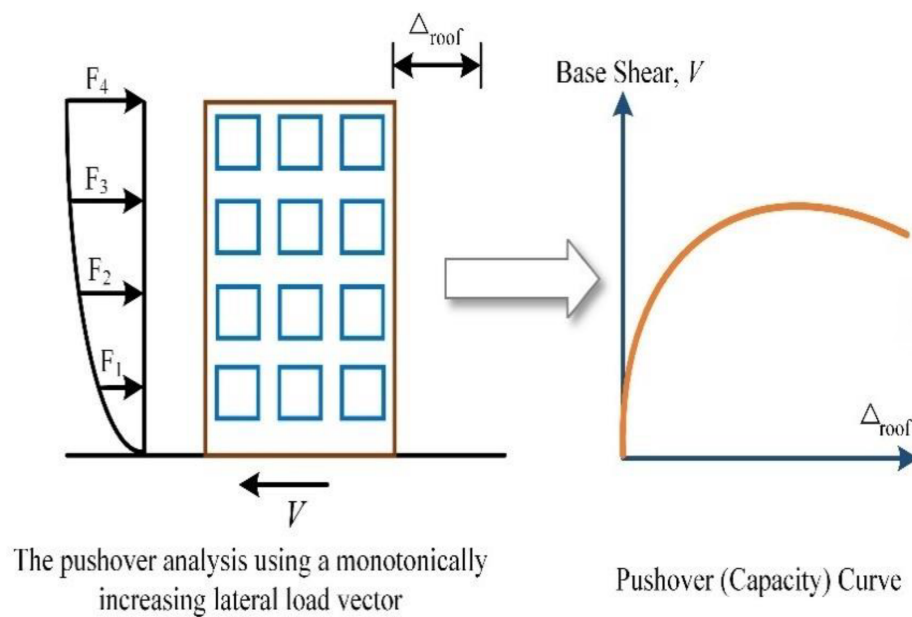 Δroof
F4
F3
F2
F1
V
The pushover analysis using a monotonically
increasing lateral load vector
Base Shear, V
Δroof
Pushover (Capacity) Curve